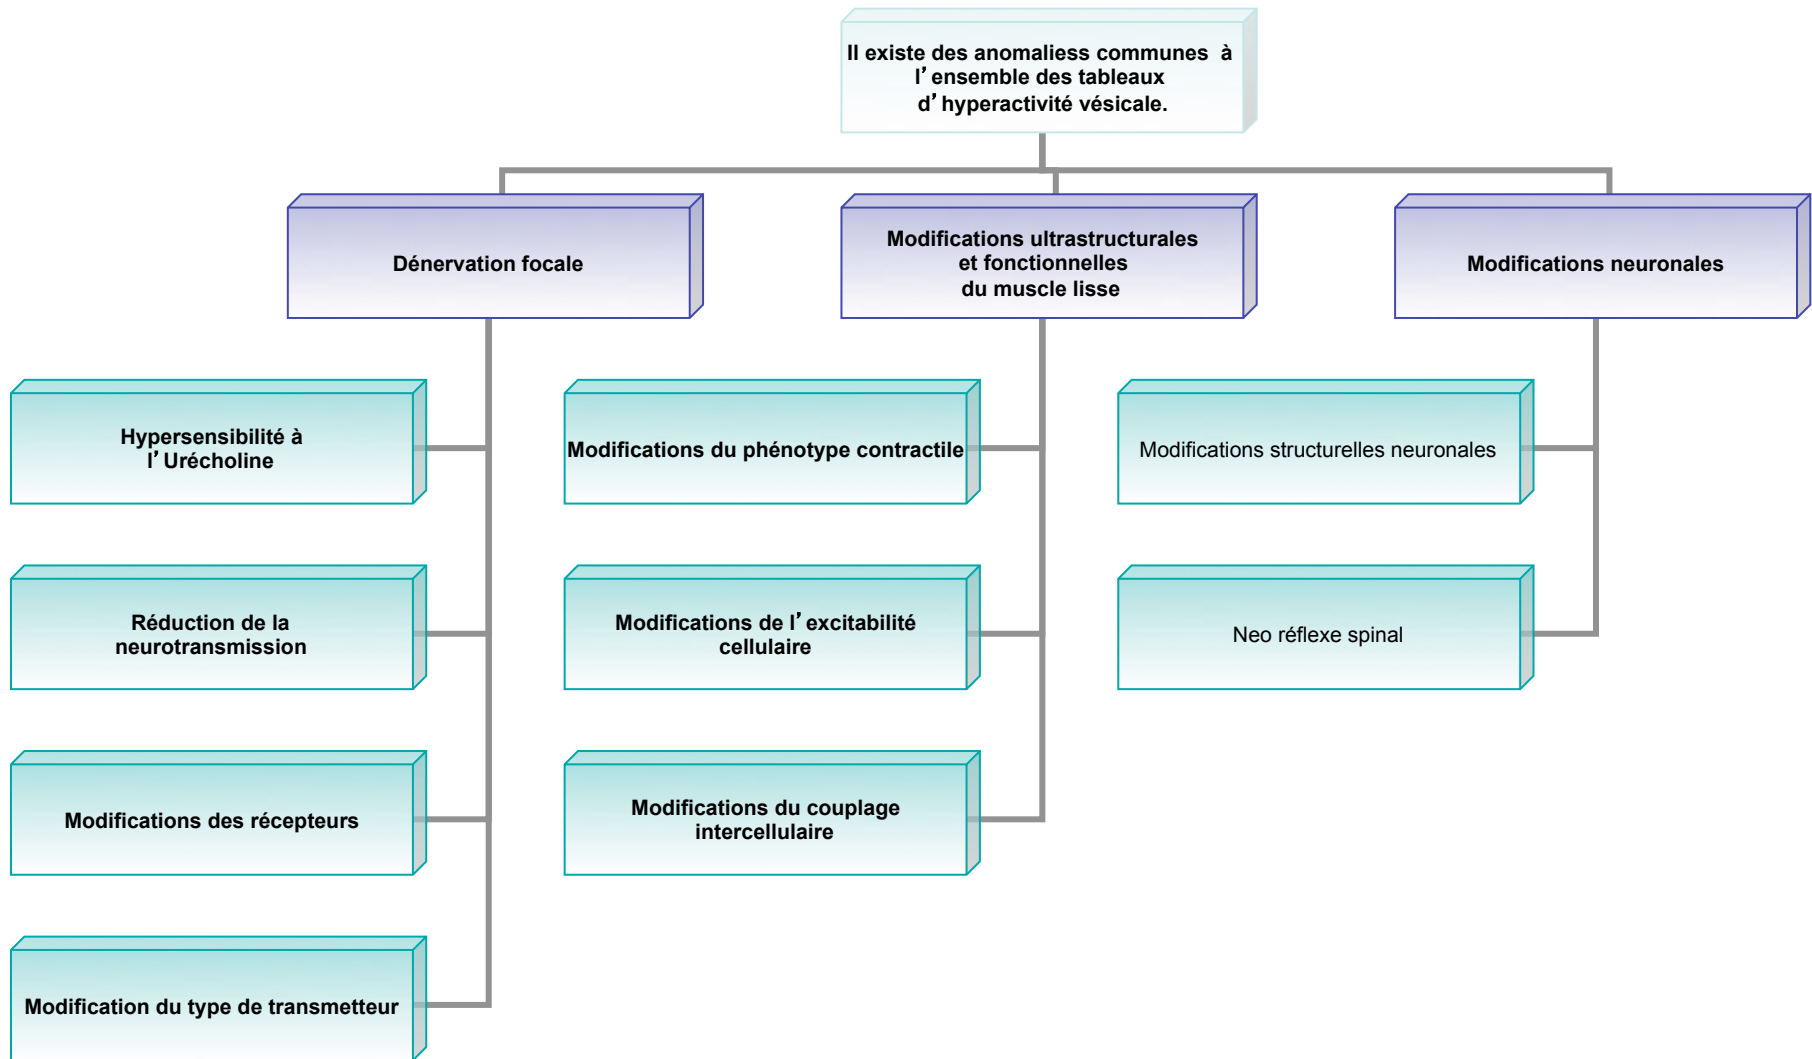 Il existe des anomaliess communes à
l’ensemble des tableaux
d’hyperactivité vésicale.
Dénervation focale
Modifications ultrastructurales
et fonctionnelles
du muscle lisse
Modifications neuronales
Hypersensibilité à
l’Urécholine
Modifications du phénotype contractile
Modifications structurelles neuronales
Réduction de la
neurotransmission
Modifications de l’excitabilité
cellulaire
Neo réflexe spinal
Modifications des récepteurs
Modifications du couplage
intercellulaire
Modification du type de transmetteur